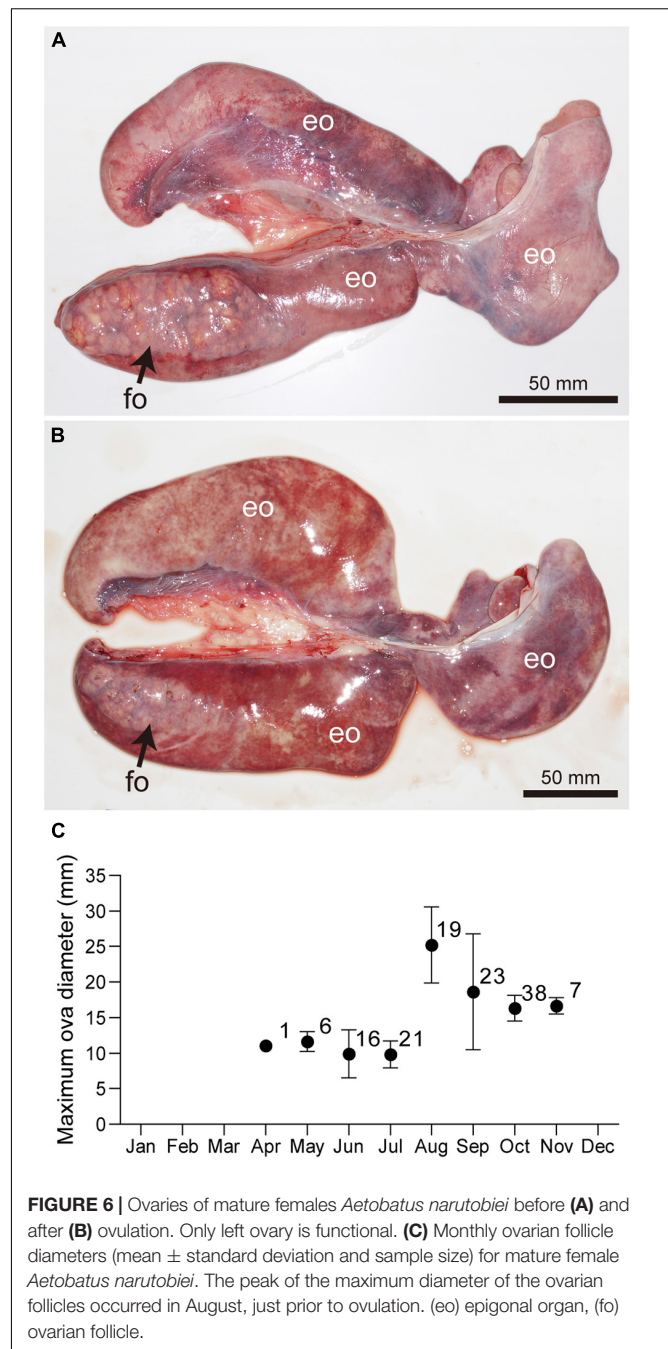 A
eo
eo
eo
fo
50 mm
B
eo
eo
eo
fo
50 mm
C
Maximum ova diameter (mm)
35
30
25
20
15
10
5
0
1
6
16
21
19
23
38
7
Jan Feb Mar Apr May Jun Jul Aug Sep Oct Nov Dec
FIGURE 6 | Ovaries of mature females Aetobatus narutobiei before (A) and
after (B) ovulation. Only left ovary is functional. (C) Monthly ovarian follicle
diameters (mean ± standard deviation and sample size) for mature female
Aetobatus narutobiei. The peak of the maximum diameter of the ovarian
follicles occurred in August, just prior to ovulation. (eo) epigonal organ, (fo)
ovarian follicle.